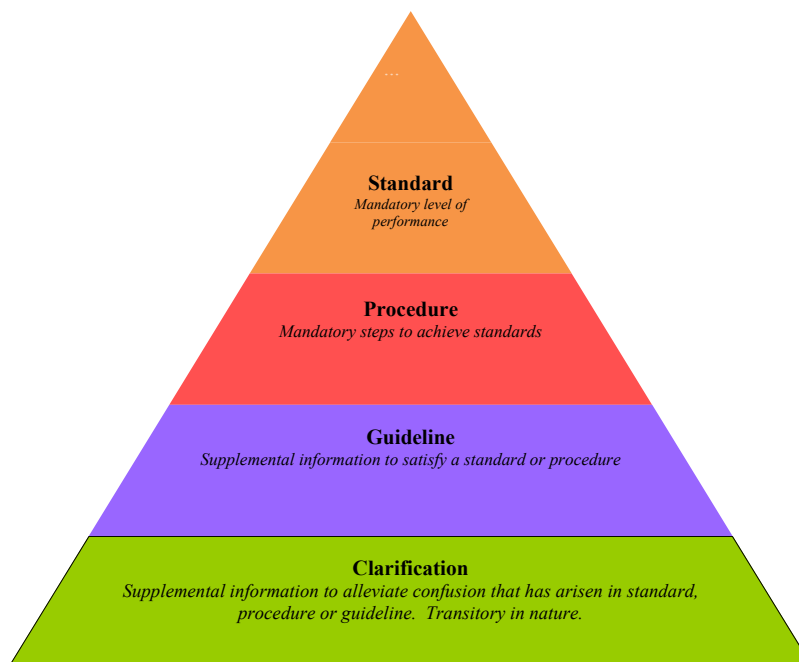 ...
Standard
Mandatory level of
performance
Procedure
Mandatory steps to achieve standards
Guideline
Supplemental information to satisfy a standard or procedure
Clarification
Supplemental information to alleviate confusion that has arisen in standard,
procedure or guideline.  Transitory in nature.